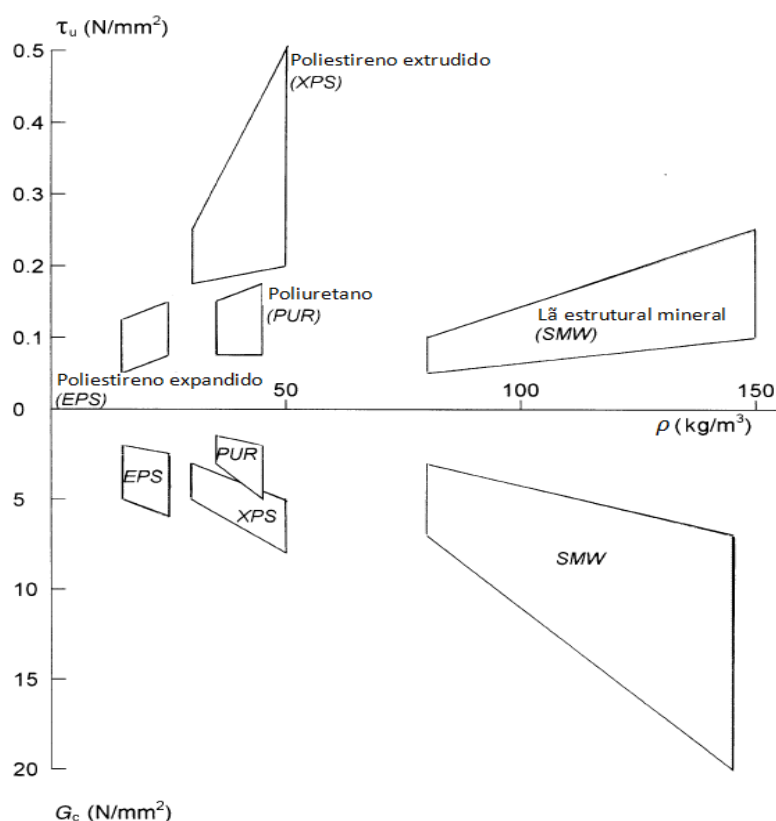 τu (N/mm²)
0.5
Poliestireno extrudido
(XPS)
0.4
0.3
0.2
Poliuretano
(PUR)
Lã estrutural mineral
(SMW)
0.1
Poliestireno expandido
(EPS)
50
100
150
0
ρ (kg/m³)
PUR
EPS
5
XPS
SMW
10
15
20
Gc (N/mm²)